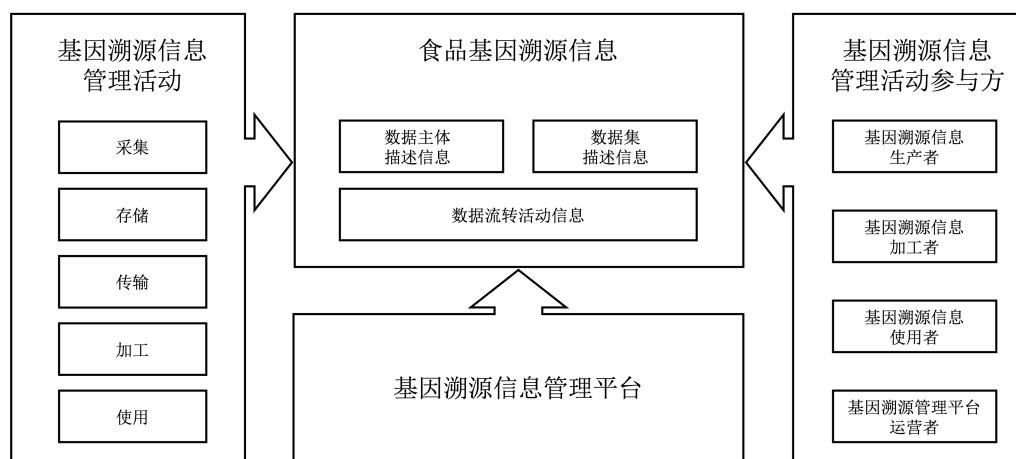 基因溯源信息
管理活动
采集
存储
传输
加工
使用
食品基因溯源信息
数据主体
描述信息
数据集
描述信息
数据流转活动信息
基因溯源信息管理平台
基因溯源信息
管理活动参与方
基因溯源信息
生产者
基因溯源信息
加工者
基因溯源信息
使用者
基因溯源管理平台
运营者